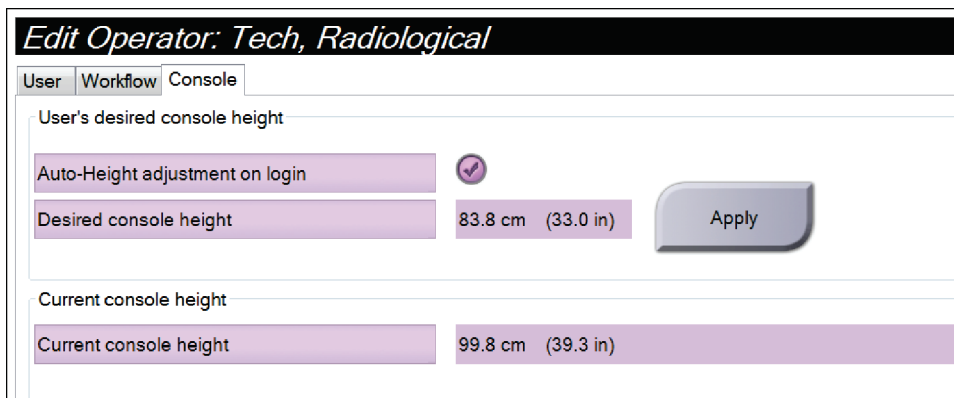 Edit Operator: Tech, Radiological
User Workflow Console
User's desired console height
Auto-Height adjustment on login
Desired console height 83.8 cm (33.0 in) Apply
Current console height
Current console height 99.8 cm (39.3 in)